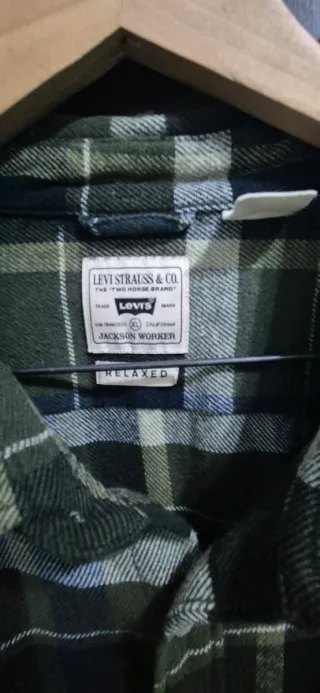 LEVI STRAUSS & CO.
THE "TWO HORSE BRAND"
TRADE LEVI'S MARK
SAN FRANCISCO XL CALIFORNIA
JACKSON WORKER
RELAXED